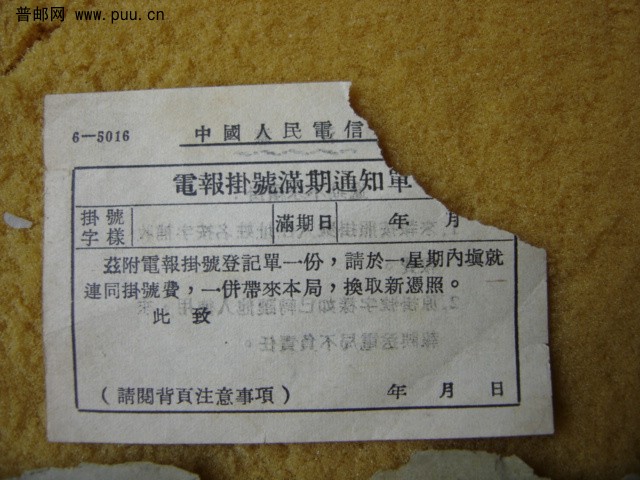 普邮网 www.puu.cn
6—5016
中國人民電信
電報掛號滿期通知單
掛號字樣 滿期日 年 月
茲附電報掛號登記單一份，請於一星期內塡就
連同掛號費，一併帶來本局，換取新憑照。
此致
（請閱背頁注意事項） 年 月 日